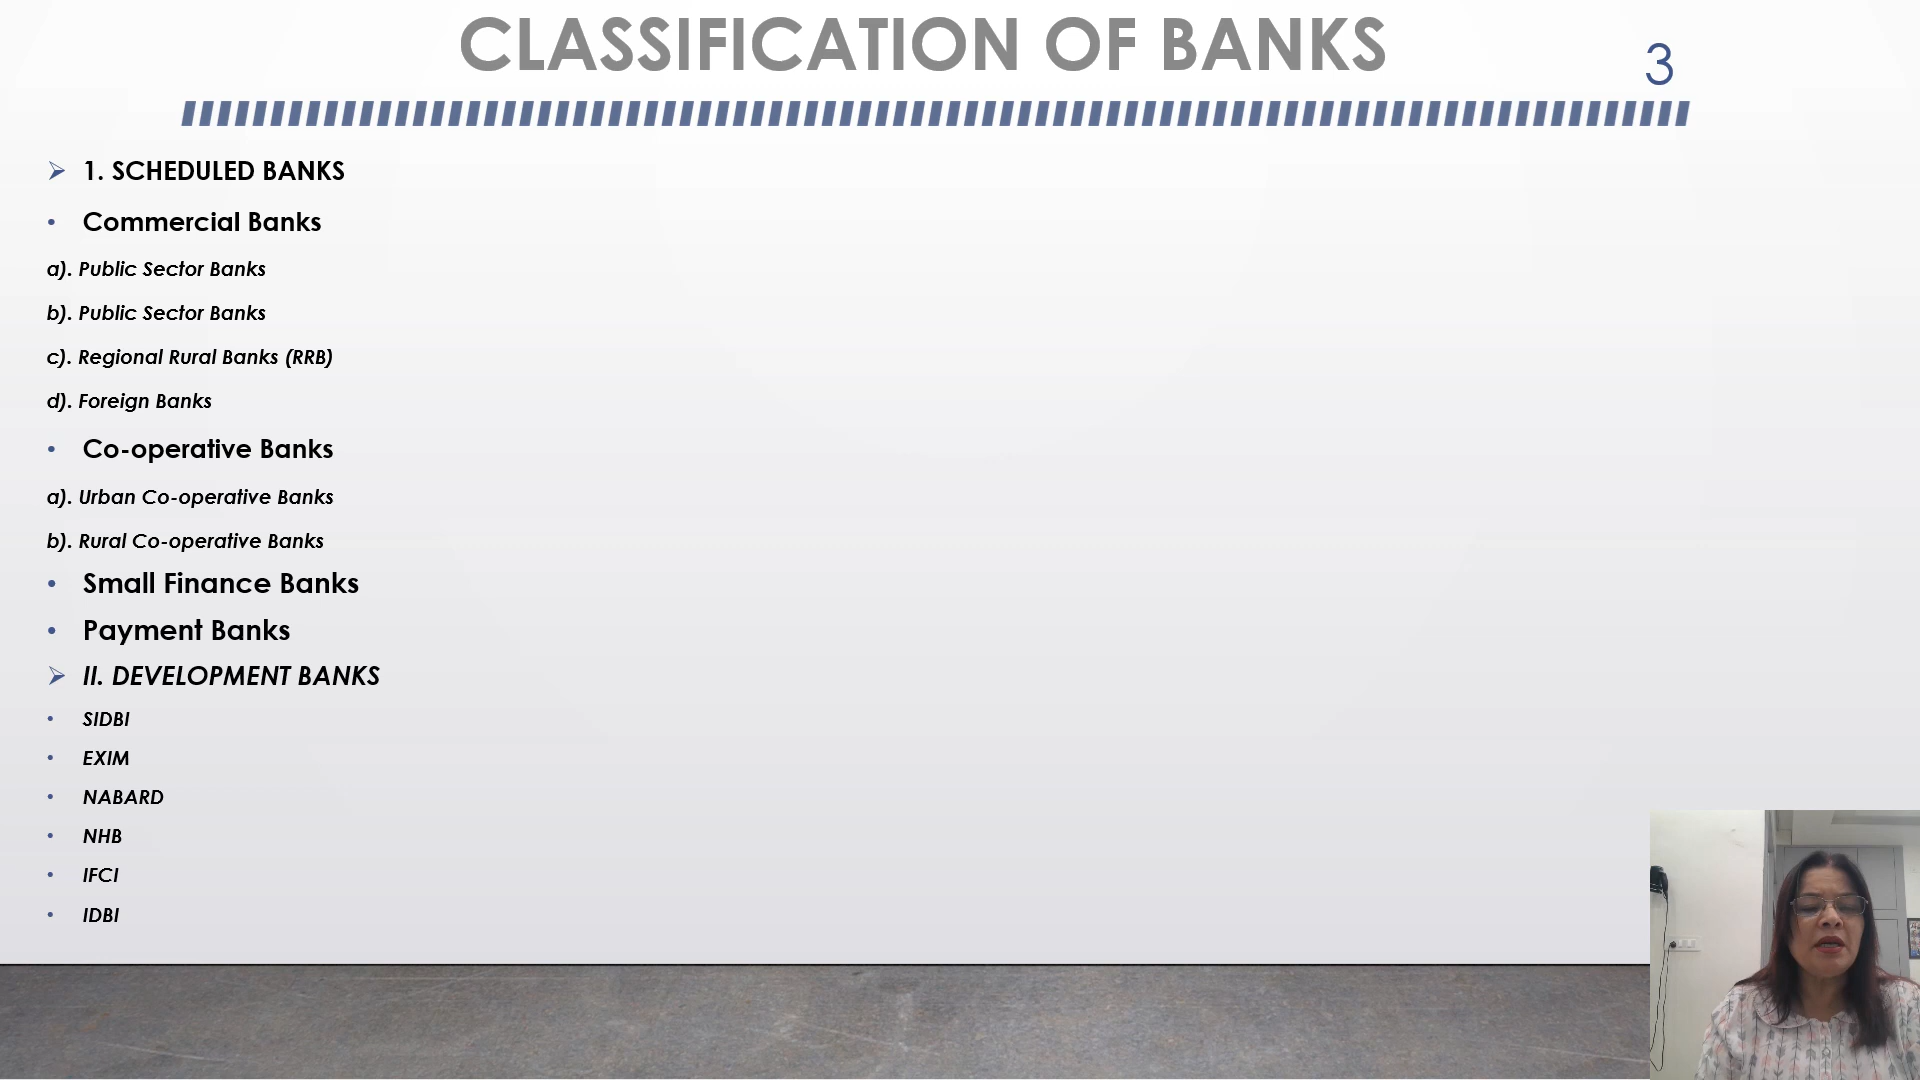 CLASSIFICATION OF BANKS
3
1. SCHEDULED BANKS
Commercial Banks
a). Public Sector Banks
b). Public Sector Banks
c). Regional Rural Banks (RRB)
d). Foreign Banks
Co-operative Banks
a). Urban Co-operative Banks
b). Rural Co-operative Banks
Small Finance Banks
Payment Banks
II. DEVELOPMENT BANKS
SIDBI
EXIM
NABARD
NHB
IFCI
IDBI